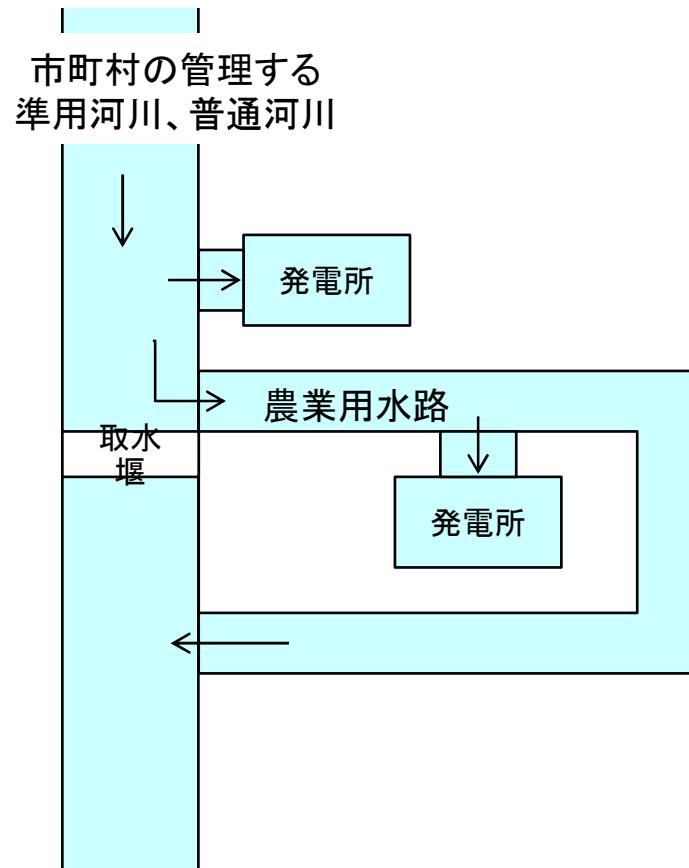 市町村の管理する
準用河川、普通河川
発電所
農業用水路
取水
堰
発電所